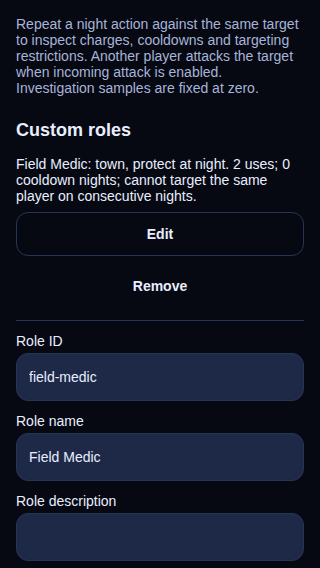 Repeat a night action against the same target
to inspect charges, cooldowns and targeting
restrictions. Another player attacks the target
when incoming attack is enabled.
Investigation samples are fixed at zero.
Custom roles
Field Medic: town, protect at night. 2 uses; 0
cooldown nights; cannot target the same
player on consecutive nights.
Edit
Remove
Role ID
field-medic
Role name
Field Medic
Role description